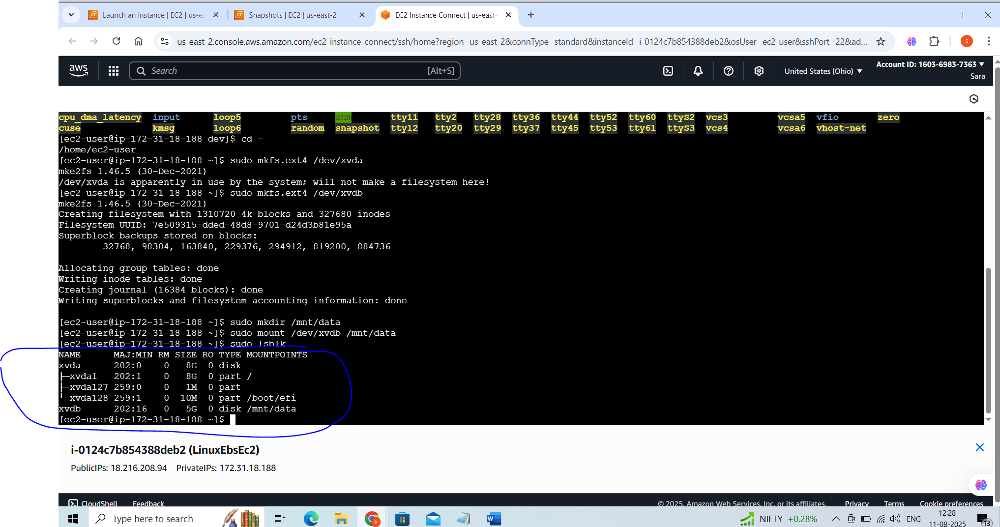 Launch an instance | EC2 | us-ea
Snapshots | EC2 | us-east-2
EC2 Instance Connect | us-east-
us-east-2.console.aws.amazon.com/ec2-instance-connect/ssh/home?region=us-east-2&connType=standard&instanceId=i-0124c7b854388deb2&osUser=ec2-user&sshPort=22&ad...
S
aws
Search [Alt+S]
United States (Ohio)
Account ID: 1603-6983-7363
Sara
cpu_dma_latency input loop5 pts shm tty11 tty2 tty28 tty36 tty44 tty52 tty60 ttyS2 vcs3 vcsa5 vfio zero
cuse kmsg loop6 random snapshot tty12 tty20 tty29 tty37 tty45 tty53 tty61 ttyS3 vcs4 vcsa6 vhost-net
[ec2-user@ip-172-31-18-188 dev]$ cd -
/home/ec2-user
[ec2-user@ip-172-31-18-188 ~]$ sudo mkfs.ext4 /dev/xvda
mke2fs 1.46.5 (30-Dec-2021)
/dev/xvda is apparently in use by the system; will not make a filesystem here!
[ec2-user@ip-172-31-18-188 ~]$ sudo mkfs.ext4 /dev/xvdb
mke2fs 1.46.5 (30-Dec-2021)
Creating filesystem with 1310720 4k blocks and 327680 inodes
Filesystem UUID: 7e509315-dded-48d8-9701-d24d3b81e95a
Superblock backups stored on blocks:
32768, 98304, 163840, 229376, 294912, 819200, 884736
Allocating group tables: done
Writing inode tables: done
Creating journal (16384 blocks): done
Writing superblocks and filesystem accounting information: done
[ec2-user@ip-172-31-18-188 ~]$ sudo mkdir /mnt/data
[ec2-user@ip-172-31-18-188 ~]$ sudo mount /dev/xvdb /mnt/data
[ec2-user@ip-172-31-18-188 ~]$ sudo lsblk
NAME MAJ:MIN RM SIZE RO TYPE MOUNTPOINTS
xvda 202:0 0 8G 0 disk
├─xvda1 202:1 0 8G 0 part /
├─xvda127 259:0 0 1M 0 part
└─xvda128 259:1 0 10M 0 part /boot/efi
xvdb 202:16 0 5G 0 disk /mnt/data
[ec2-user@ip-172-31-18-188 ~]$
i-0124c7b854388deb2 (LinuxEbsEc2)
PublicIPs: 18.216.208.94 PrivateIPs: 172.31.18.188
CloudShell Feedback © 2025, Amazon Web Services, Inc. or its affiliates. Privacy Terms Cookie preferences
Type here to search
NIFTY +0.28%
ENG
12:28
11-08-2025
13